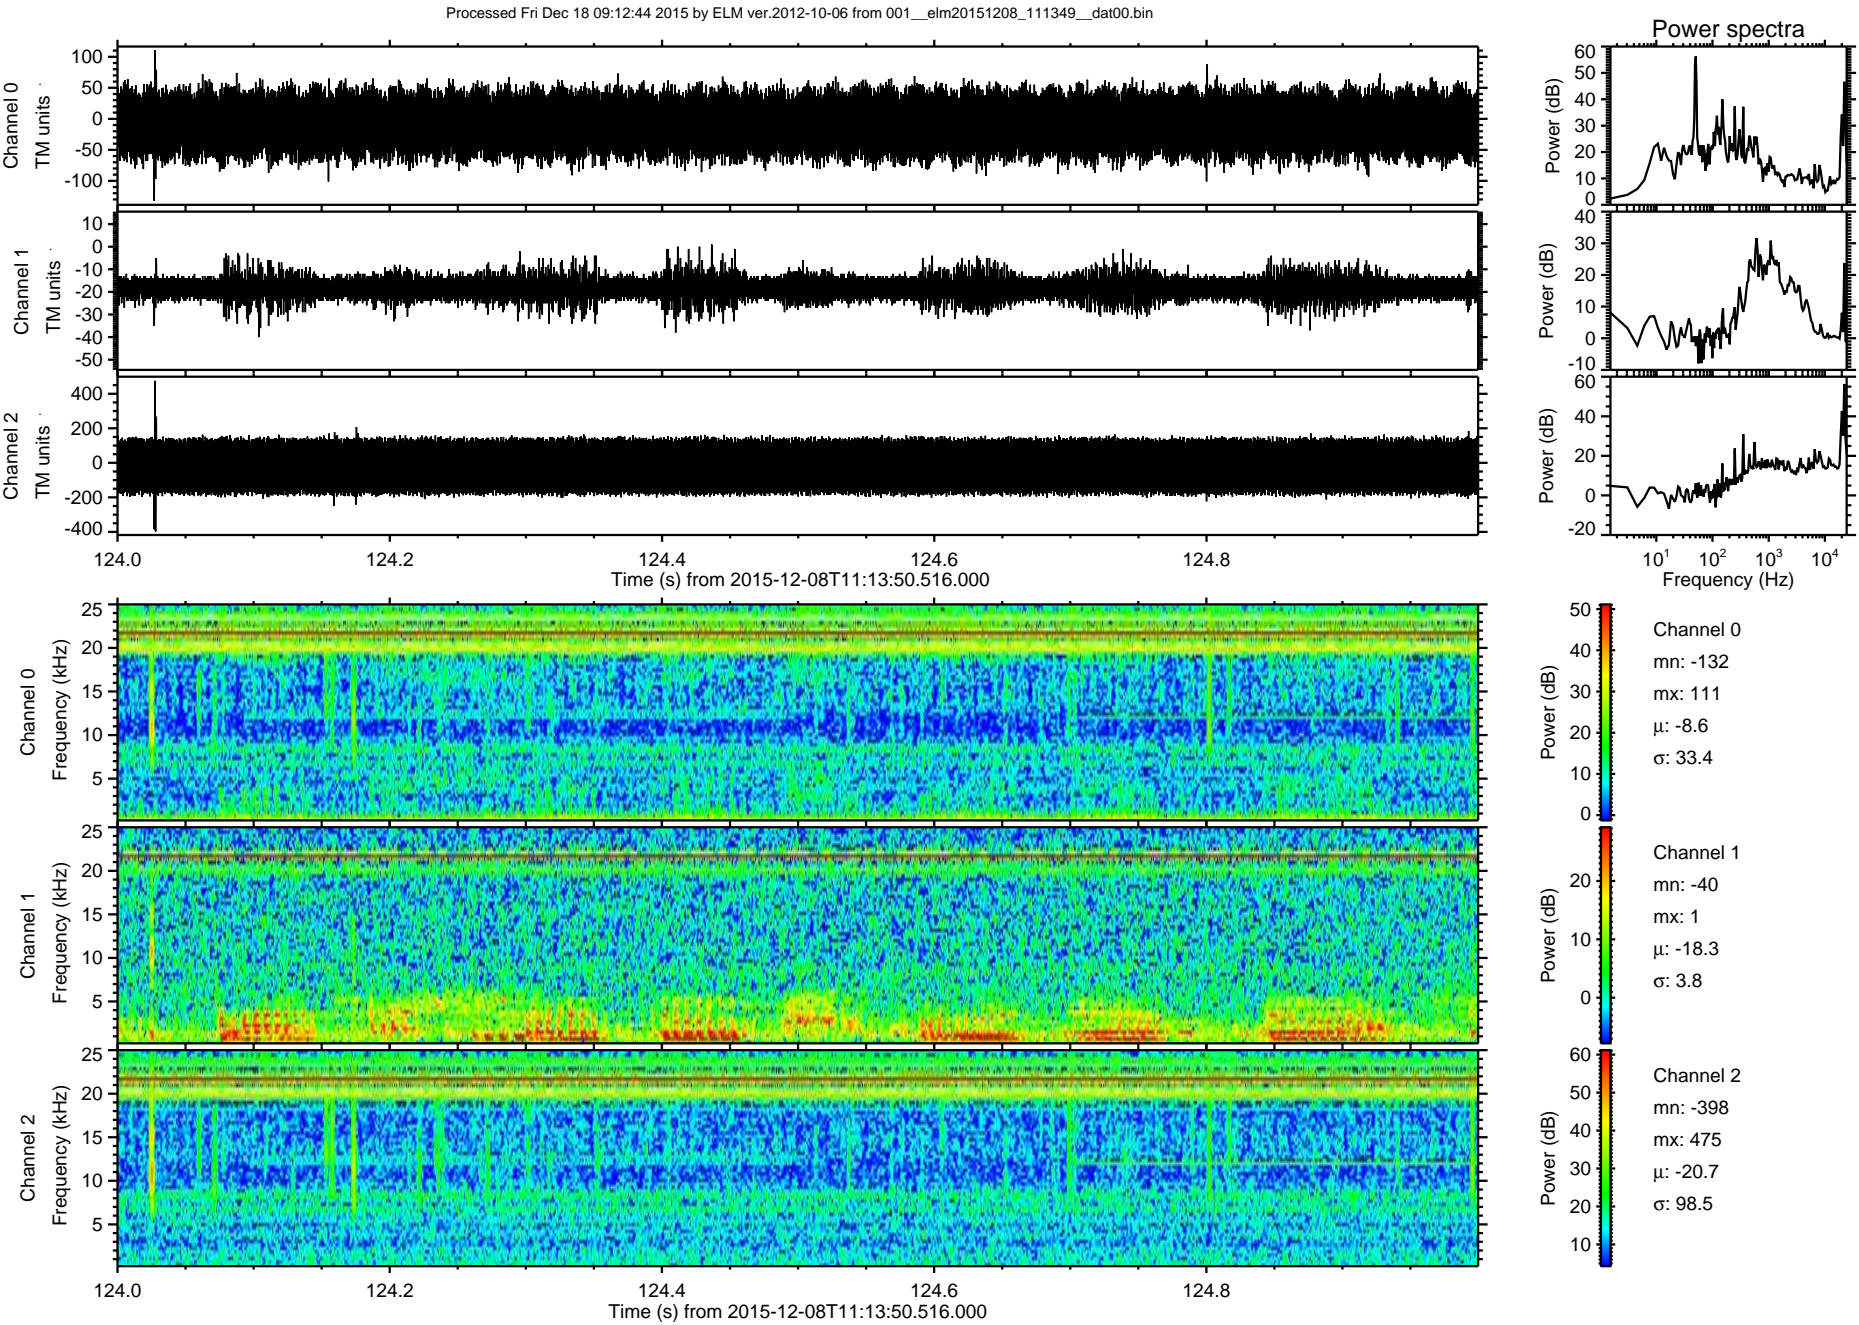 Processed Fri Dec 18 09:12:44 2015 by ELM ver.2012-10-06 from 001__elm20151208_111349__dat00.bin
Power spectra
Channel 0
TM units
100
50
0
-50
-100
Power (dB)
60
50
40
30
20
10
0
Channel 1
TM units
10
0
-10
-20
-30
-40
-50
Power (dB)
40
30
20
10
0
-10
Channel 2
TM units
400
200
0
-200
-400
Power (dB)
60
40
20
0
-20
124.0 124.2 124.4 124.6 124.8
Time (s) from 2015-12-08T11:13:50.516.000
10¹ 10² 10³ 10⁴
Frequency (Hz)
Channel 0
Frequency (kHz)
25
20
15
10
5
Power (dB)
50
40
30
20
10
0
Channel 0
mn: -132
mx: 111
μ: -8.6
σ: 33.4
Channel 1
Frequency (kHz)
25
20
15
10
5
Power (dB)
20
10
0
Channel 1
mn: -40
mx: 1
μ: -18.3
σ: 3.8
Channel 2
Frequency (kHz)
25
20
15
10
5
Power (dB)
60
50
40
30
20
10
Channel 2
mn: -398
mx: 475
μ: -20.7
σ: 98.5
124.0 124.2 124.4 124.6 124.8
Time (s) from 2015-12-08T11:13:50.516.000